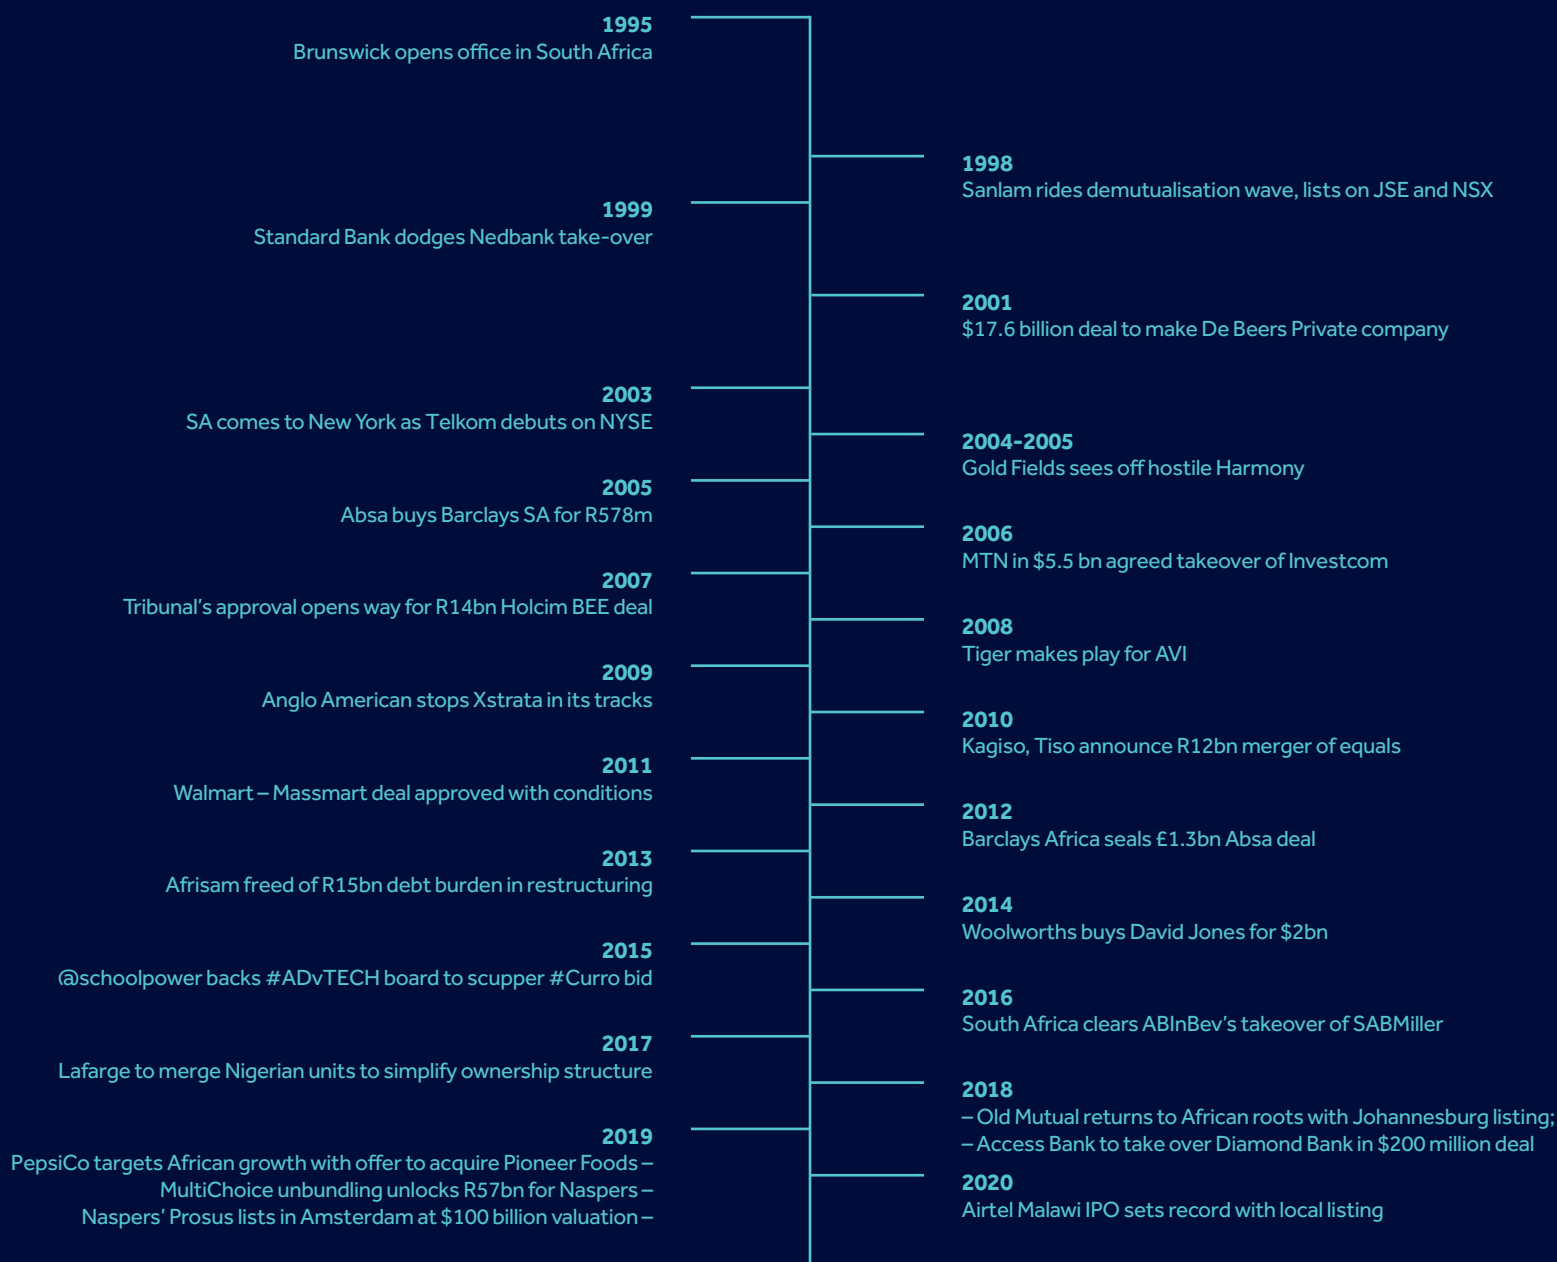 1995
Brunswick opens office in South Africa
1998
Sanlam rides demutualisation wave, lists on JSE and NSX
1999
Standard Bank dodges Nedbank take-over
2001
$17.6 billion deal to make De Beers Private company
2003
SA comes to New York as Telkom debuts on NYSE
2004-2005
Gold Fields sees off hostile Harmony
2005
Absa buys Barclays SA for R578m
2006
MTN in $5.5 bn agreed takeover of Investcom
2007
Tribunal's approval opens way for R14bn Holcim BEE deal
2008
Tiger makes play for AVI
2009
Anglo American stops Xstrata in its tracks
2010
Kagiso, Tiso announce R12bn merger of equals
2011
Walmart – Massmart deal approved with conditions
2012
Barclays Africa seals £1.3bn Absa deal
2013
Afrisam freed of R15bn debt burden in restructuring
2014
Woolworths buys David Jones for $2bn
2015
@schoolpower backs #ADvTECH board to scupper #Curro bid
2016
South Africa clears ABInBev's takeover of SABMiller
2017
Lafarge to merge Nigerian units to simplify ownership structure
2018
– Old Mutual returns to African roots with Johannesburg listing;
– Access Bank to take over Diamond Bank in $200 million deal
2019
PepsiCo targets African growth with offer to acquire Pioneer Foods –
MultiChoice unbundling unlocks R57bn for Naspers –
Naspers' Prosus lists in Amsterdam at $100 billion valuation –
2020
Airtel Malawi IPO sets record with local listing